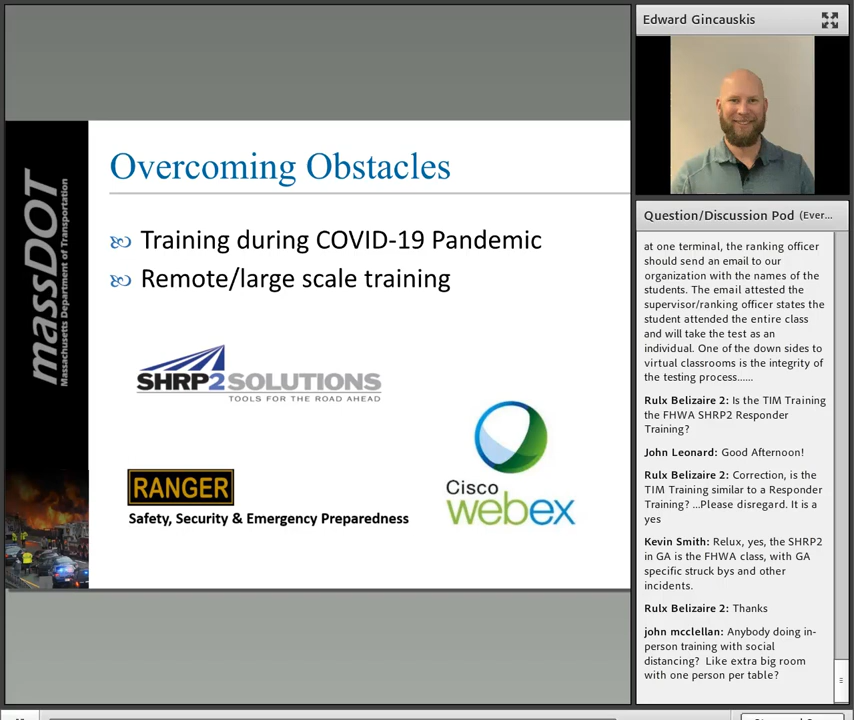 Edward Gincauskis
massDOT
Massachusetts Department of Transportation
Overcoming Obstacles
Training during COVID-19 Pandemic
Remote/large scale training
SHRP2SOLUTIONS
TOOLS FOR THE ROAD AHEAD
RANGER
Safety, Security & Emergency Preparedness
Cisco
webex
Question/Discussion Pod (Ever...
at one terminal, the ranking officer
should send an email to our
organization with the names of the
students. The email attested the
supervisor/ranking officer states the
student attended the entire class
and will take the test as an
individual. One of the down sides to
virtual classrooms is the integrity of
the testing process......
Rulx Belizaire 2: Is the TIM Training
the FHWA SHRP2 Responder
Training?
John Leonard: Good Afternoon!
Rulx Belizaire 2: Correction, is the
TIM Training similar to a Responder
Training? ...Please disregard. It is a
yes
Kevin Smith: Relux, yes, the SHRP2
in GA is the FHWA class, with GA
specific struck bys and other
incidents.
Rulx Belizaire 2: Thanks
john mcclellan: Anybody doing in-
person training with social
distancing?  Like extra big room
with one person per table?